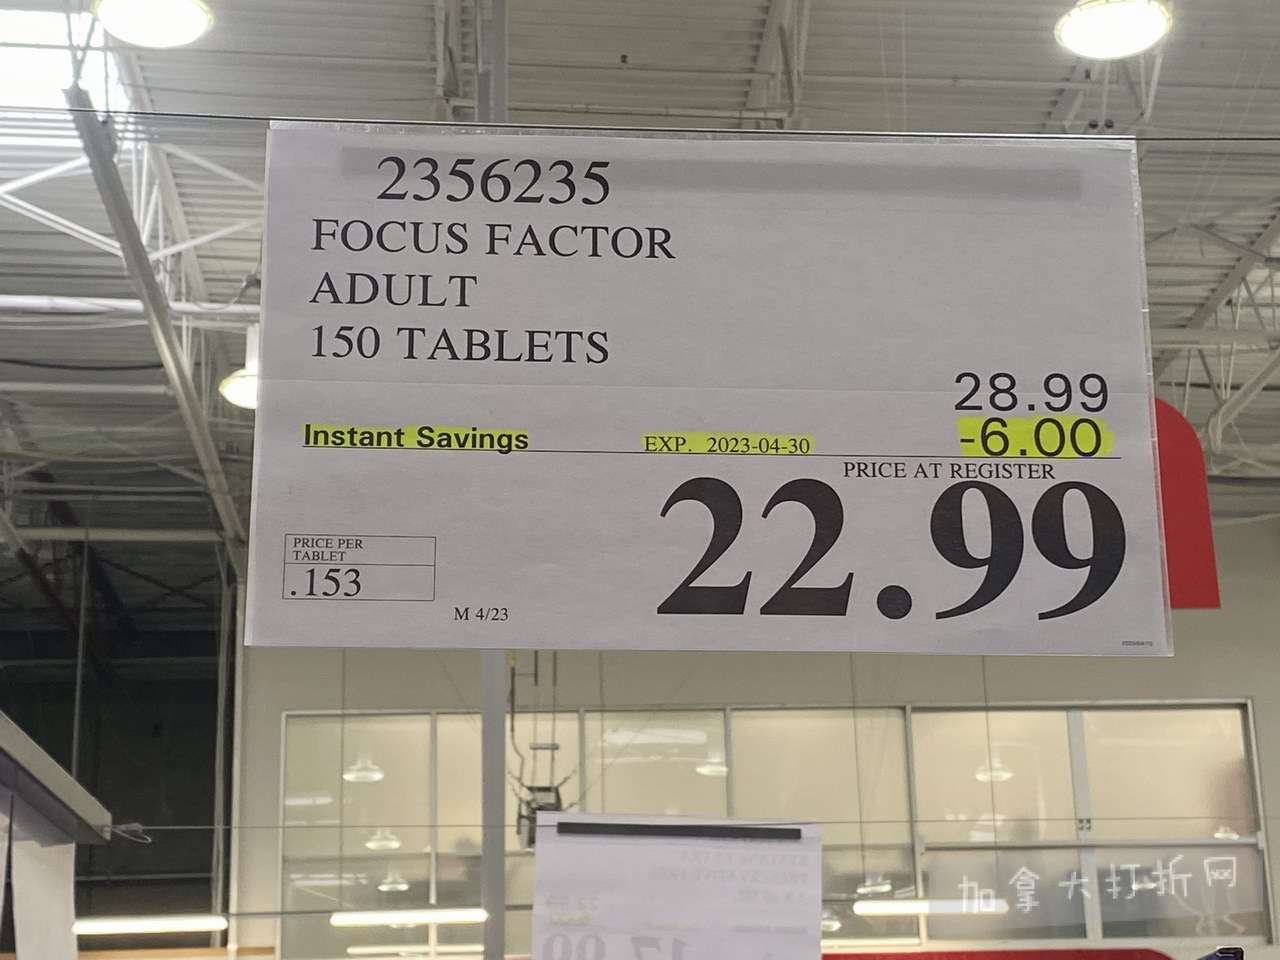 2356235
FOCUS FACTOR
ADULT
150 TABLETS
28.99
Instant Savings EXP. 2023-04-30 -6.00
PRICE AT REGISTER
22.99
PRICE PER
TABLET
.153
M 4/23
加拿大打折网